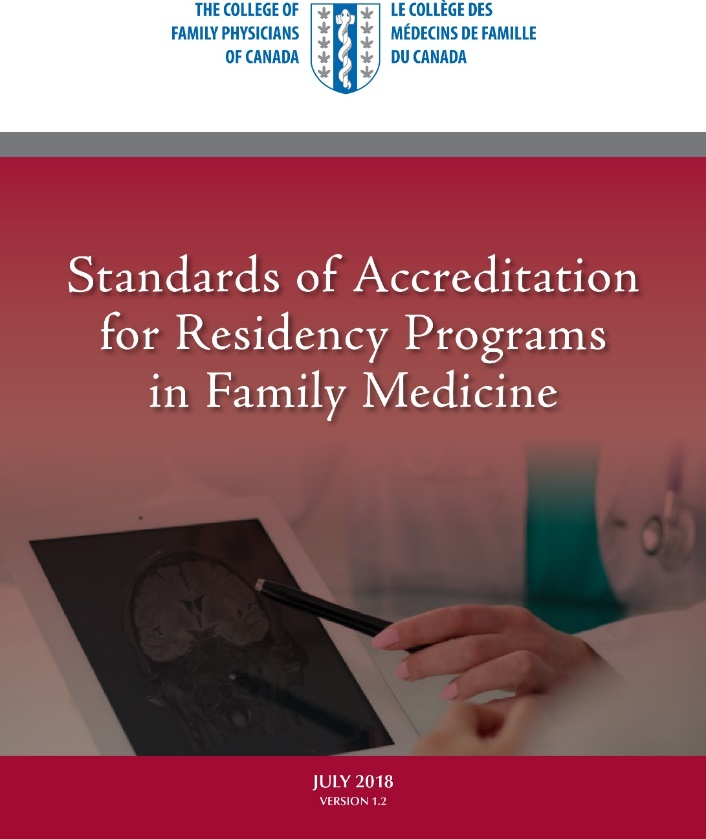 THE COLLEGE OF
FAMILY PHYSICIANS
OF CANADA
LE COLLÈGE DES
MÉDECINS DE FAMILLE
DU CANADA
Standards of Accreditation
for Residency Programs
in Family Medicine
JULY 2018
VERSION 1.2